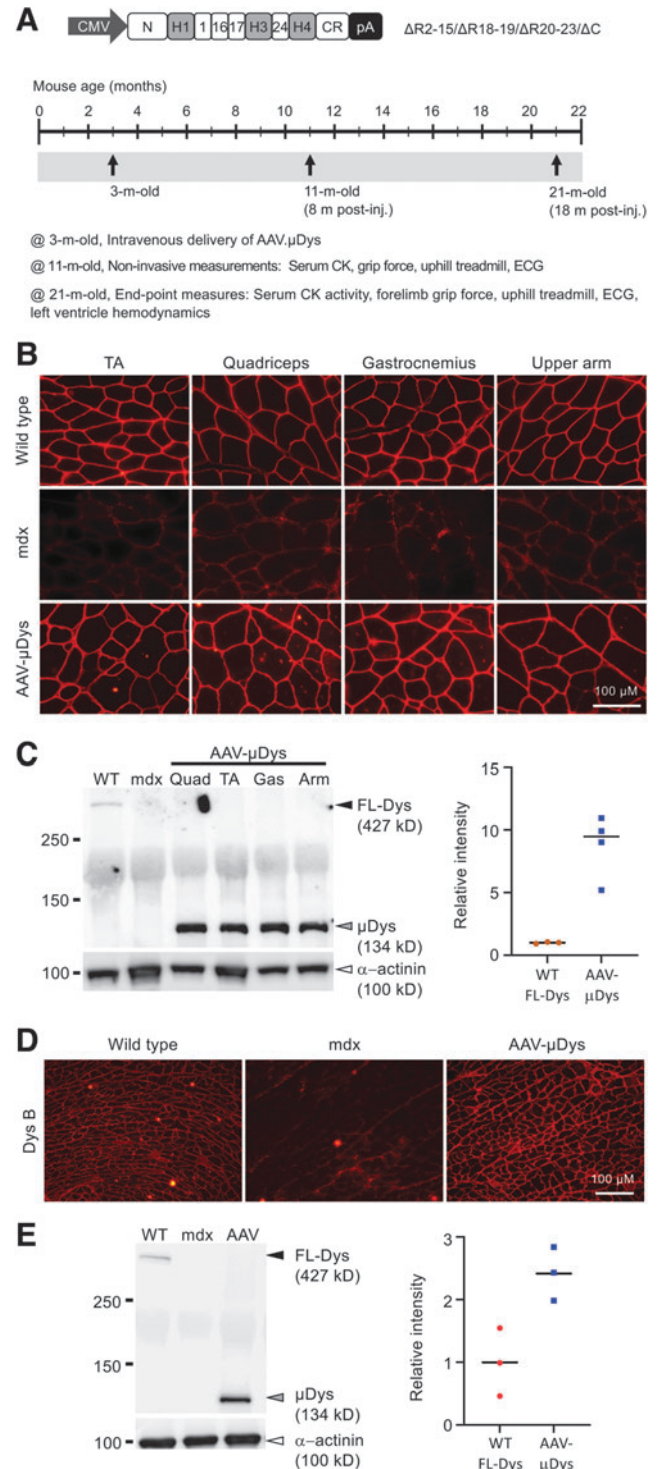 A
CMV N H1 1 16 17 H3 24 H4 CR pA ΔR2-15/ΔR18-19/ΔR20-23/ΔC
Mouse age (months)
0 2 4 6 8 10 12 14 16 18 20 22
3-m-old 11-m-old 21-m-old
(8 m post-inj.) (18 m post-inj.)
@ 3-m-old, Intravenous delivery of AAV.μDys
@ 11-m-old, Non-invasive measurements: Serum CK, grip force, uphill treadmill, ECG
@ 21-m-old, End-point measures: Serum CK activity, forelimb grip force, uphill treadmill, ECG,
left ventricle hemodynamics
B
TA Quadriceps Gastrocnemius Upper arm
Wild type
mdx
AAV-μDys
100 μM
C
AAV-μDys
WT mdx Quad TA Gas Arm
FL-Dys
(427 kD)
250
150
μDys
(134 kD)
100
α–actinin
(100 kD)
Relative intensity
15
10
5
0
WT AAV-
FL-Dys μDys
D
Wild type mdx AAV-μDys
Dys B
100 μM
E
WT mdx AAV
FL-Dys
(427 kD)
250
150
μDys
(134 kD)
100
α–actinin
(100 kD)
Relative intensity
3
2
1
0
WT AAV-
FL-Dys μDys